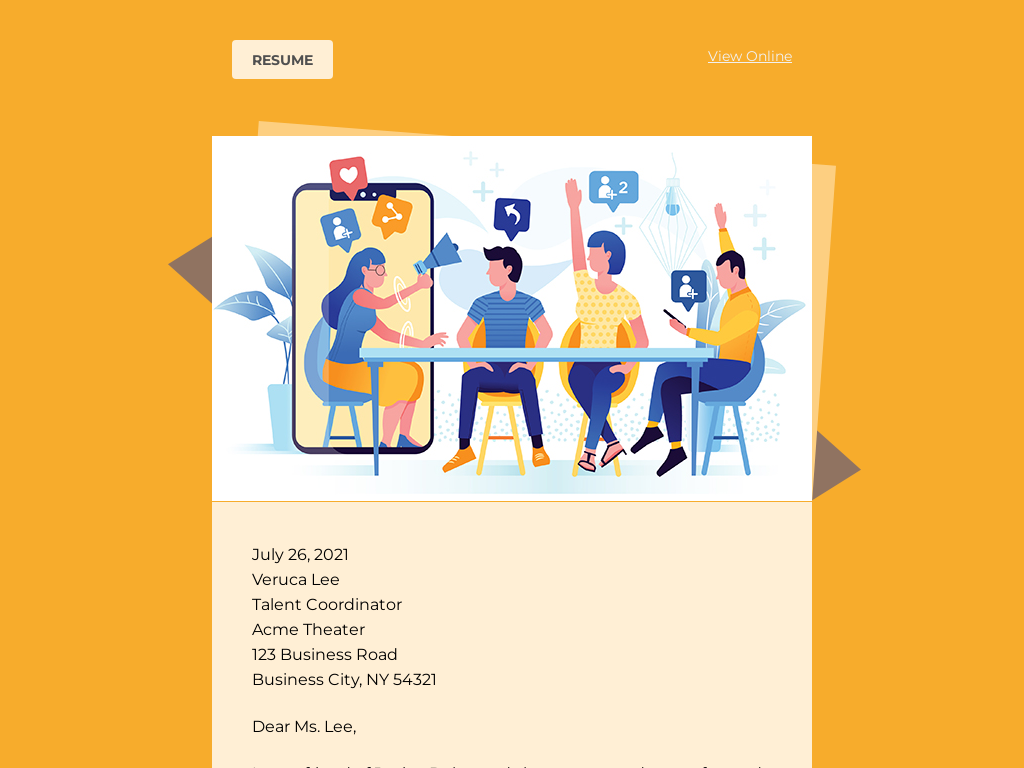 RESUME
View Online
2
July 26, 2021
Veruca Lee
Talent Coordinator
Acme Theater
123 Business Road
Business City, NY 54321
Dear Ms. Lee,